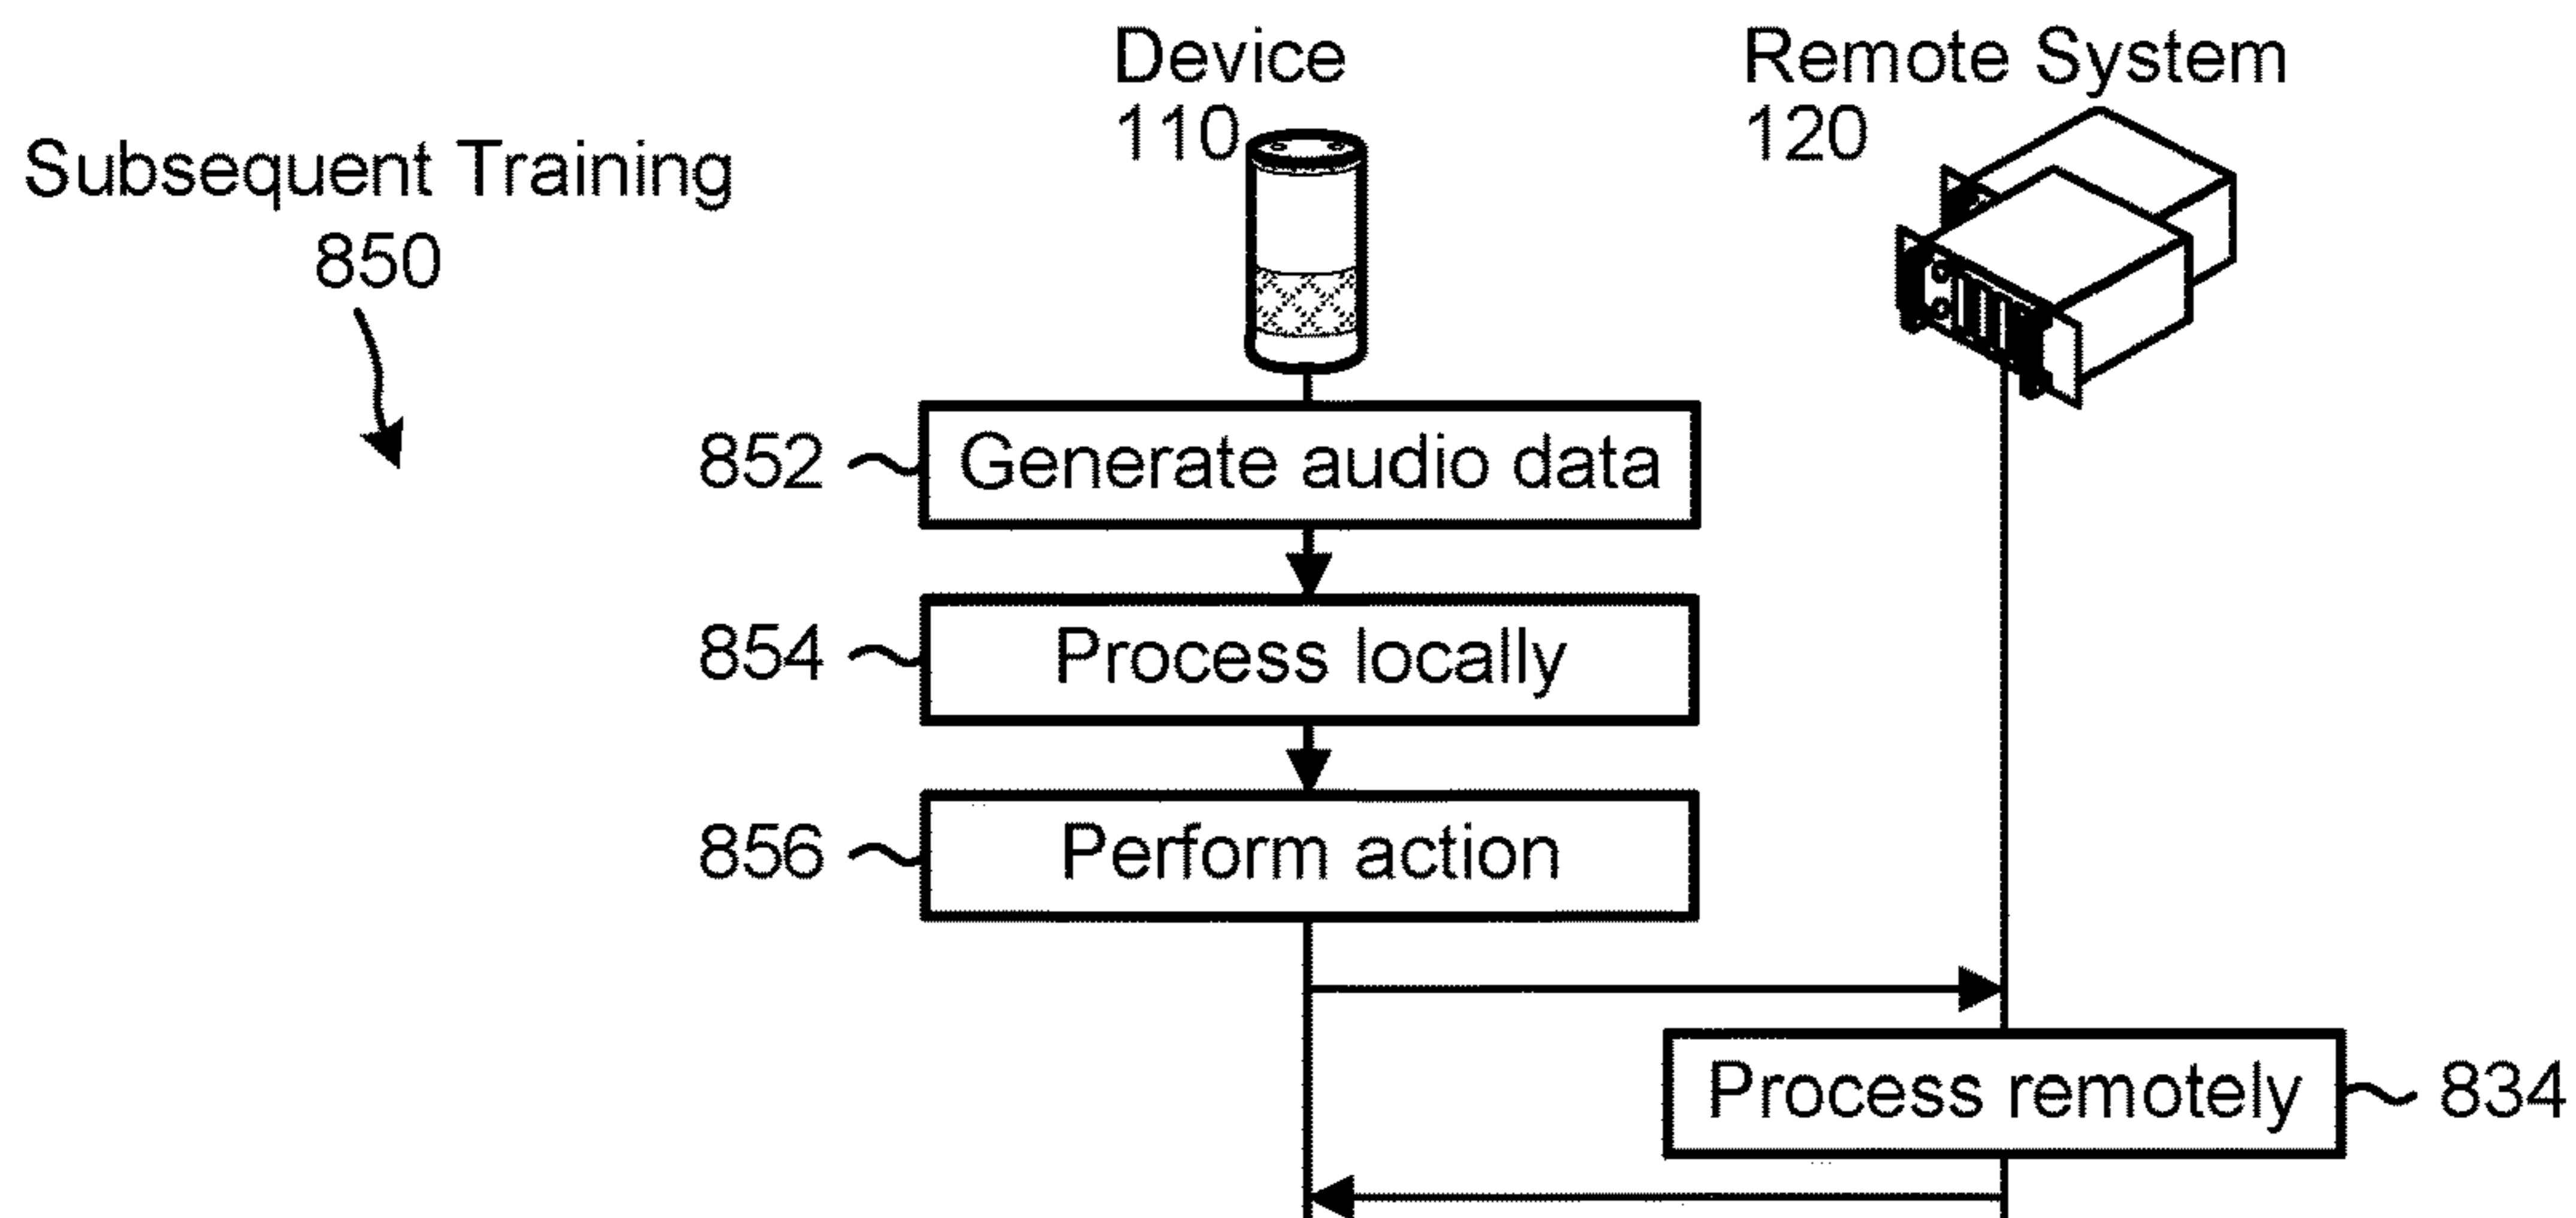 Device
110
Remote System
120
Subsequent Training
850
852
Generate audio data
854
Process locally
856
Perform action
Process remotely
834